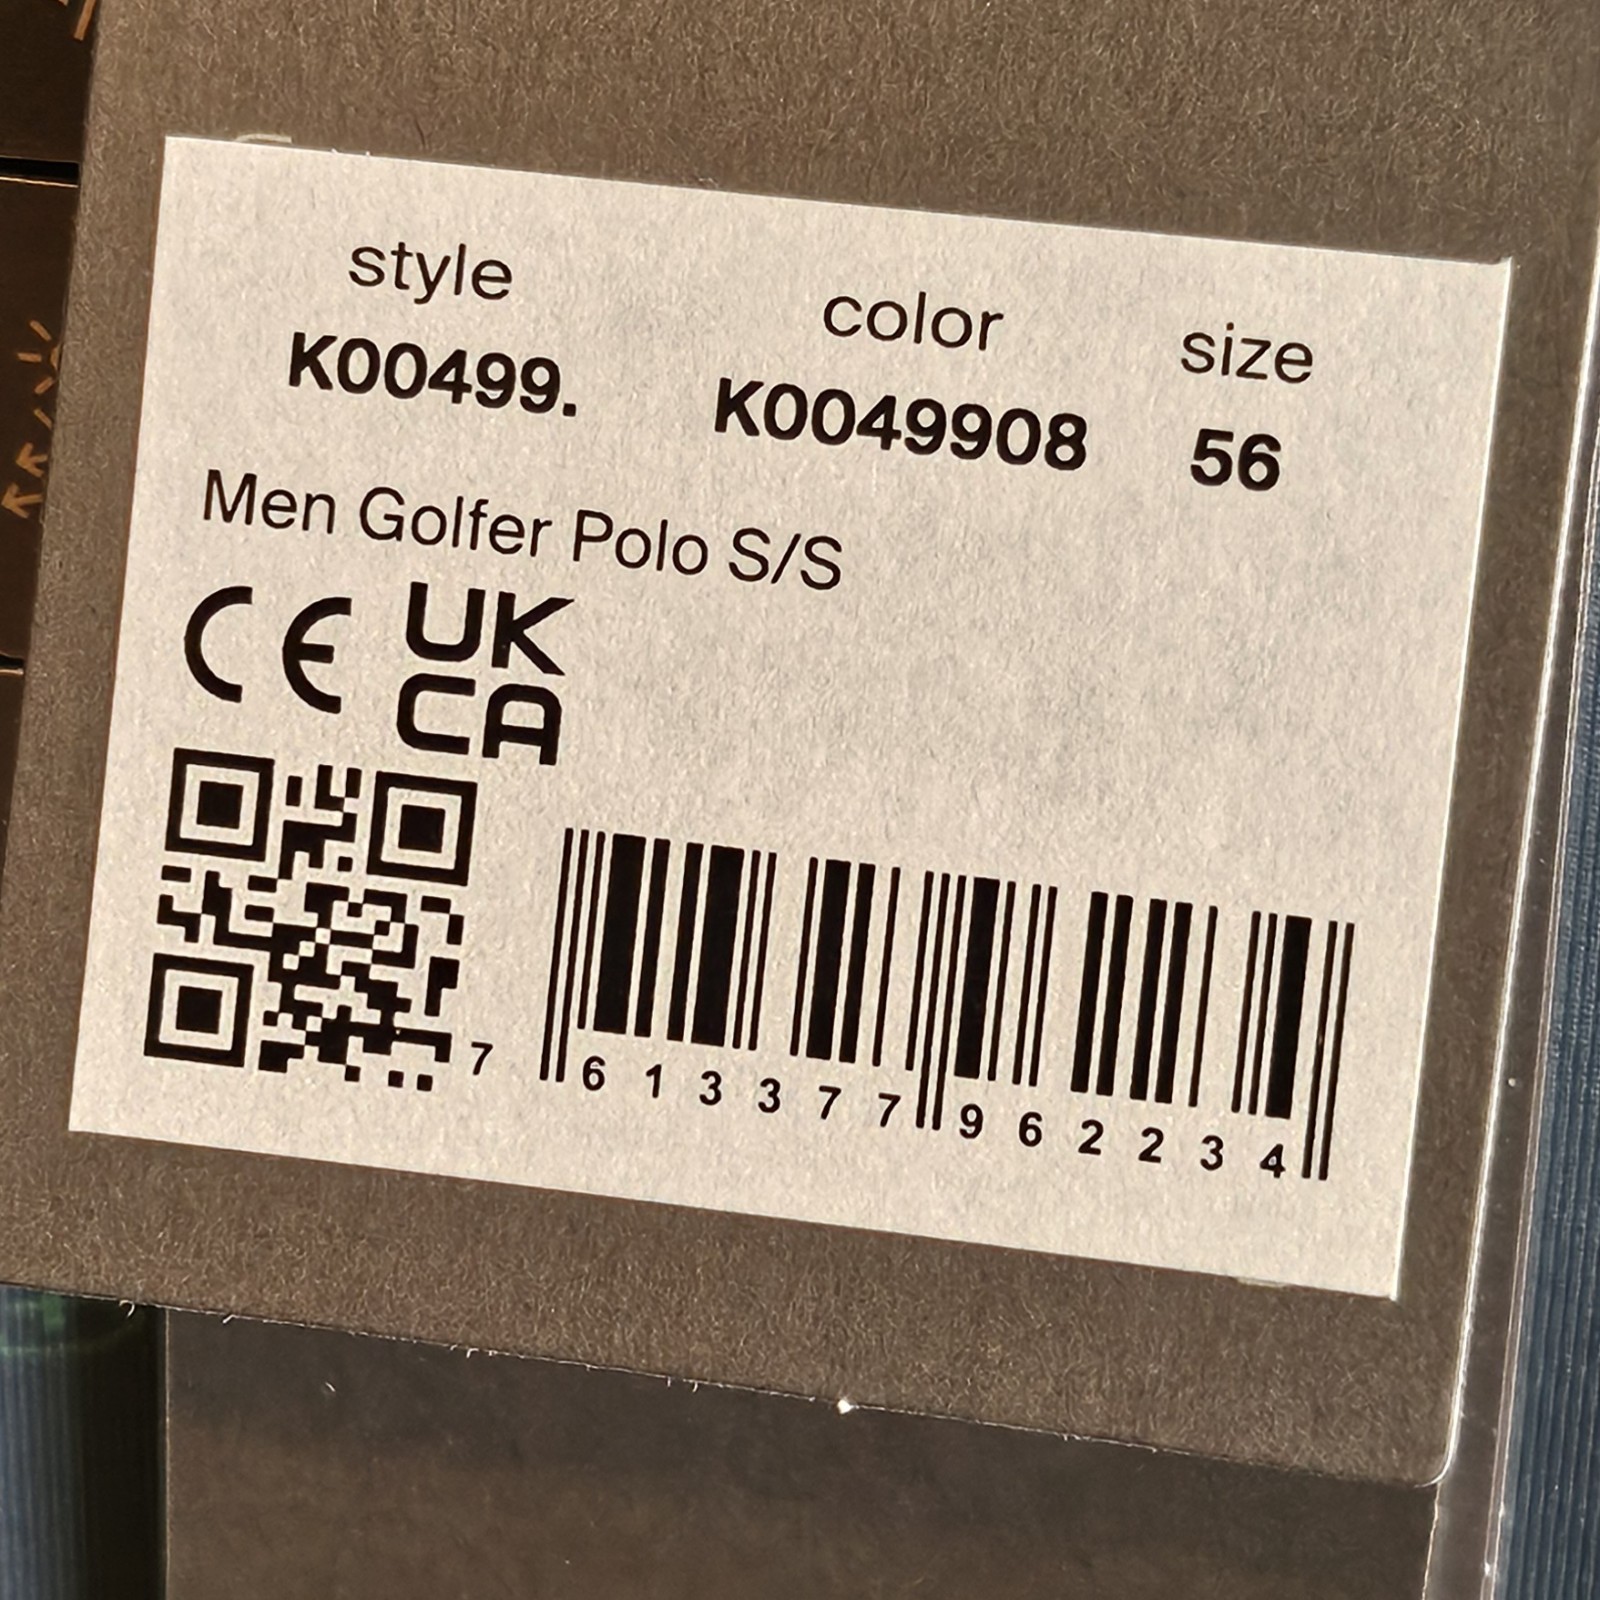 style color size
K00499. K0049908 56
Men Golfer Polo S/S
CE UK
CA
7 613377 962234